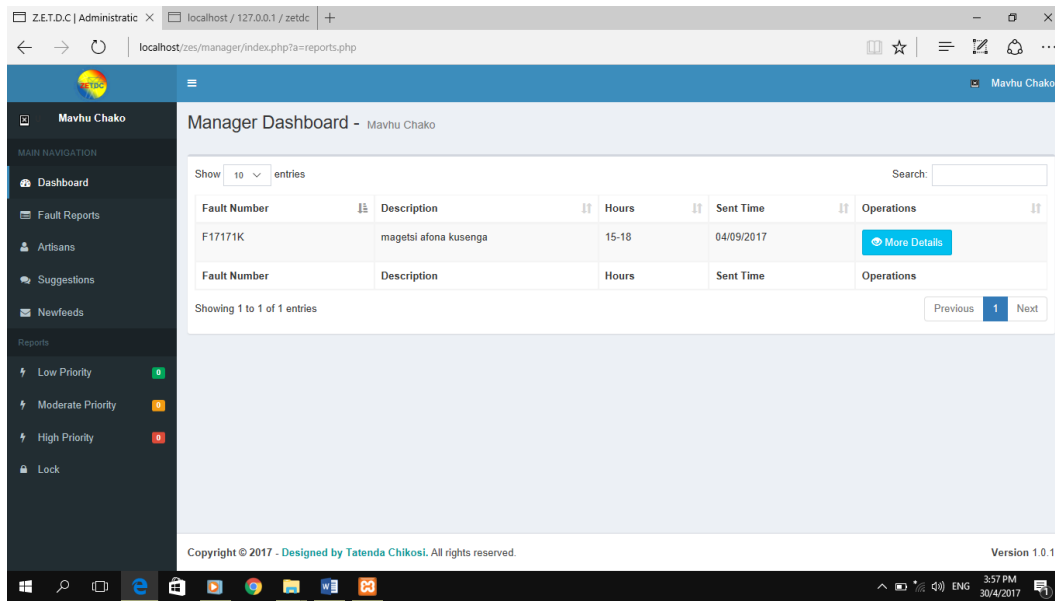 Z.E.T.D.C | Administratic
localhost / 127.0.0.1 / zetdc
localhost/zes/manager/index.php?a=reports.php
ZETDC
Mavhu Chako
Mavhu Chako
Manager Dashboard - Mavhu Chako
MAIN NAVIGATION
Dashboard
Fault Reports
Artisans
Suggestions
Newfeeds
Reports
Low Priority 0
Moderate Priority 0
High Priority 0
Lock
Show 10 entries
Search:
Fault Number Description Hours Sent Time Operations
F17171K magetsi afona kusenga 15-18 04/09/2017 More Details
Fault Number Description Hours Sent Time Operations
Showing 1 to 1 of 1 entries
Previous 1 Next
Copyright © 2017 - Designed by Tatenda Chikosi. All rights reserved.
Version 1.0.1
ENG
3:57 PM
30/4/2017